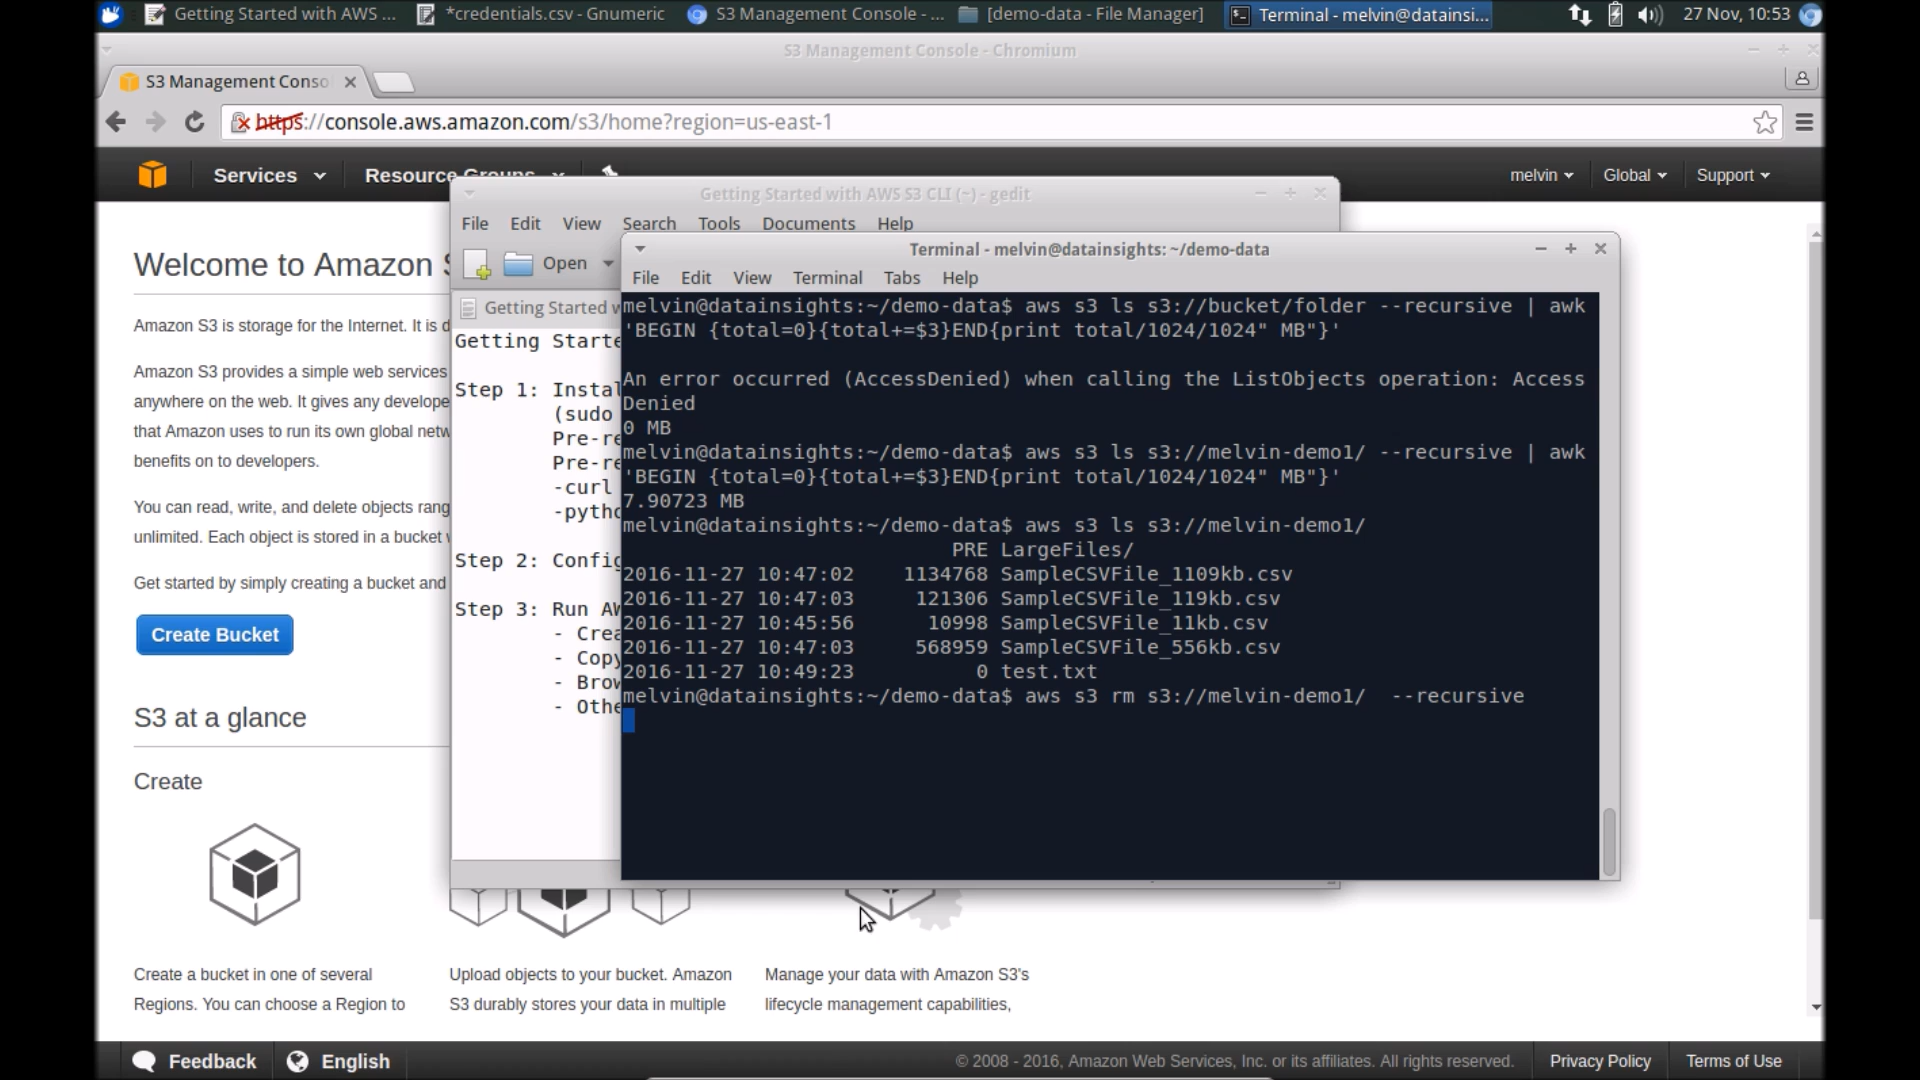 Getting Started with AWS ...
*credentials.csv - Gnumeric
S3 Management Console - ...
[demo-data - File Manager]
Terminal - melvin@datainsi...
27 Nov, 10:53
S3 Management Console - Chromium
S3 Management Conso
https://console.aws.amazon.com/s3/home?region=us-east-1
Services
Resource Groups
melvin
Global
Support
Welcome to Amazon S
Amazon S3 is storage for the Internet. It is d
Amazon S3 provides a simple web services
anywhere on the web. It gives any develope
that Amazon uses to run its own global netw
benefits on to developers.
You can read, write, and delete objects rang
unlimited. Each object is stored in a bucket w
Get started by simply creating a bucket and
Create Bucket
S3 at a glance
Create
Create a bucket in one of several
Regions. You can choose a Region to
Upload objects to your bucket. Amazon
S3 durably stores your data in multiple
Manage your data with Amazon S3's
lifecycle management capabilities,
Getting Started with AWS S3 CLI (~) - gedit
File Edit View Search Tools Documents Help
Open
Getting Started w
Getting Starte
Step 1: Instal
(sudo
Pre-re
Pre-re
-curl
-pytho
Step 2: Config
Step 3: Run AW
- Crea
- Copy
- Brow
- Othe
Terminal - melvin@datainsights: ~/demo-data
File Edit View Terminal Tabs Help
melvin@datainsights:~/demo-data$ aws s3 ls s3://bucket/folder --recursive | awk
'BEGIN {total=0}{total+=$3}END{print total/1024/1024" MB"}'
An error occurred (AccessDenied) when calling the ListObjects operation: Access
Denied
0 MB
melvin@datainsights:~/demo-data$ aws s3 ls s3://melvin-demo1/ --recursive | awk
'BEGIN {total=0}{total+=$3}END{print total/1024/1024" MB"}'
7.90723 MB
melvin@datainsights:~/demo-data$ aws s3 ls s3://melvin-demo1/
PRE LargeFiles/
2016-11-27 10:47:02    1134768 SampleCSVFile_1109kb.csv
2016-11-27 10:47:03     121306 SampleCSVFile_119kb.csv
2016-11-27 10:45:56      10998 SampleCSVFile_11kb.csv
2016-11-27 10:47:03     568959 SampleCSVFile_556kb.csv
2016-11-27 10:49:23          0 test.txt
melvin@datainsights:~/demo-data$ aws s3 rm s3://melvin-demo1/  --recursive
Feedback
English
© 2008 - 2016, Amazon Web Services, Inc. or its affiliates. All rights reserved.
Privacy Policy
Terms of Use